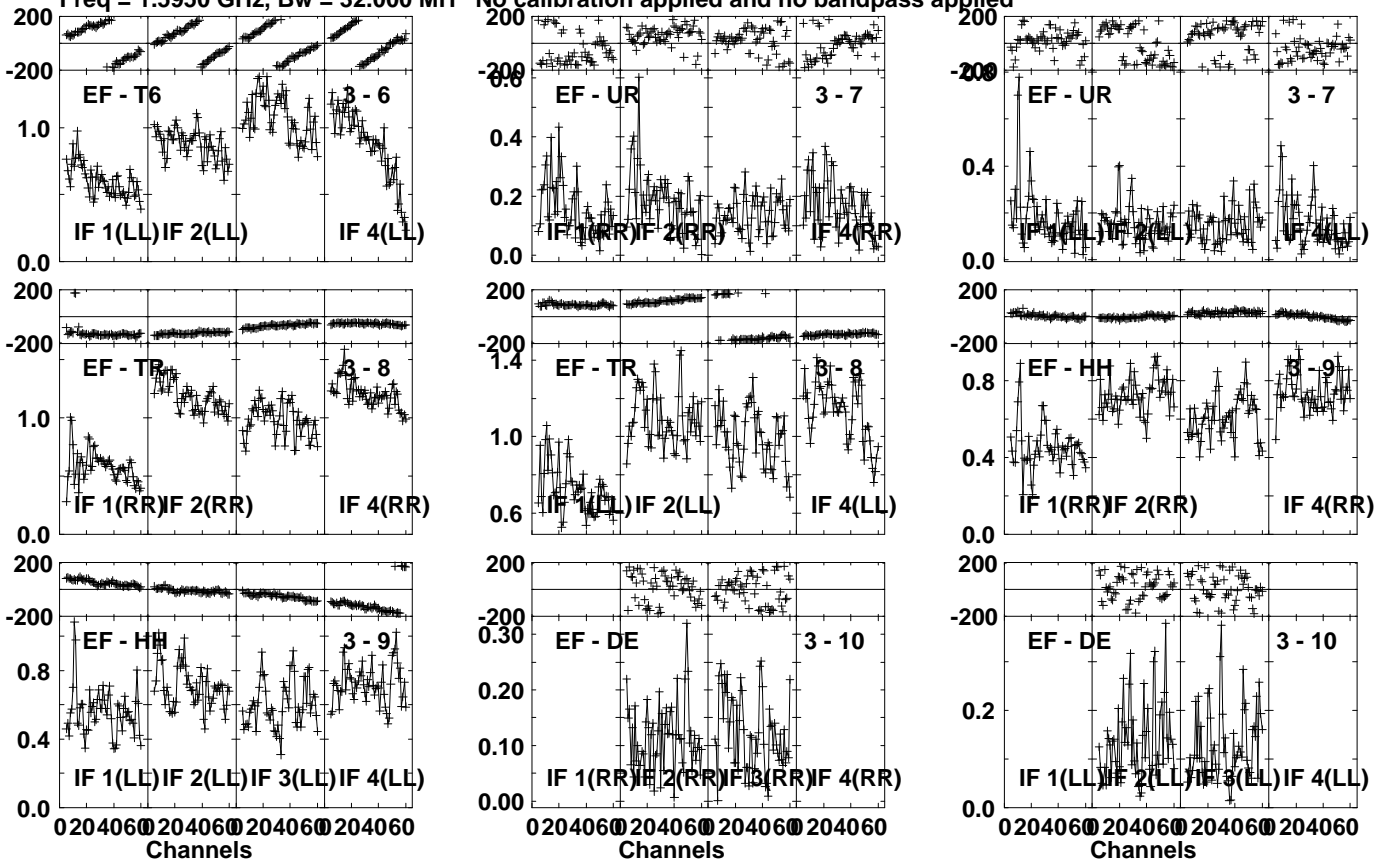 Freq = 1.5950 GHz, Bw = 32.000 MH No calibration applied and no bandpass applied
200
-200
EF - T6
3 - 6
1.0
IF 1(LL)
IF 2(LL)
IF 4(LL)
0.0
200
-200
0.6
EF - UR
3 - 7
0.4
0.2
IF 1(RR)
IF 2(RR)
IF 4(RR)
0.0
200
-200
0.8
EF - UR
3 - 7
0.4
IF 1(LL)
IF 2(LL)
IF 4(LL)
0.0
200
-200
EF - TR
3 - 8
1.0
IF 1(RR)
IF 2(RR)
IF 4(RR)
0.0
200
-200
1.4
EF - TR
3 - 8
1.0
0.6
IF 1(LL)
IF 2(LL)
IF 4(LL)
200
-200
EF - HH
3 - 9
0.8
0.4
IF 1(RR)
IF 2(RR)
IF 4(RR)
0.0
200
-200
EF - HH
3 - 9
0.8
0.4
IF 1(LL)
IF 2(LL)
IF 3(LL)
IF 4(LL)
0.0
0 20 40 60 0 20 40 60 0 20 40 60 0 20 40 60
Channels
200
-200
0.30
EF - DE
3 - 10
0.20
0.10
IF 1(RR)
IF 2(RR)
IF 3(RR)
IF 4(RR)
0.00
0 20 40 60 0 20 40 60 0 20 40 60 0 20 40 60
Channels
200
-200
EF - DE
3 - 10
0.2
IF 1(LL)
IF 2(LL)
IF 3(LL)
IF 4(LL)
0.0
0 20 40 60 0 20 40 60 0 20 40 60 0 20 40 60
Channels